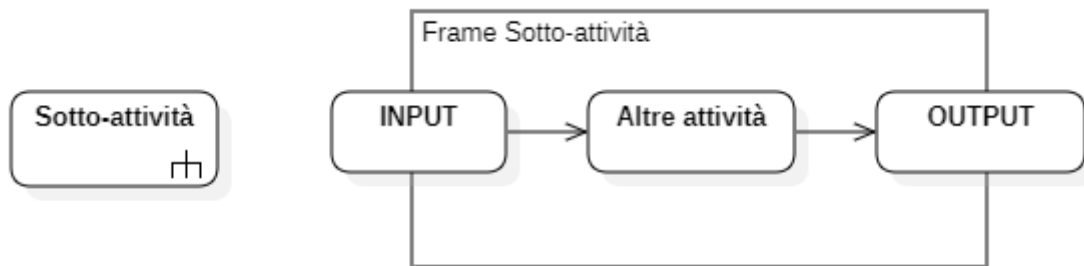 Frame Sotto-attività
Sotto-attività
INPUT
Altre attività
OUTPUT